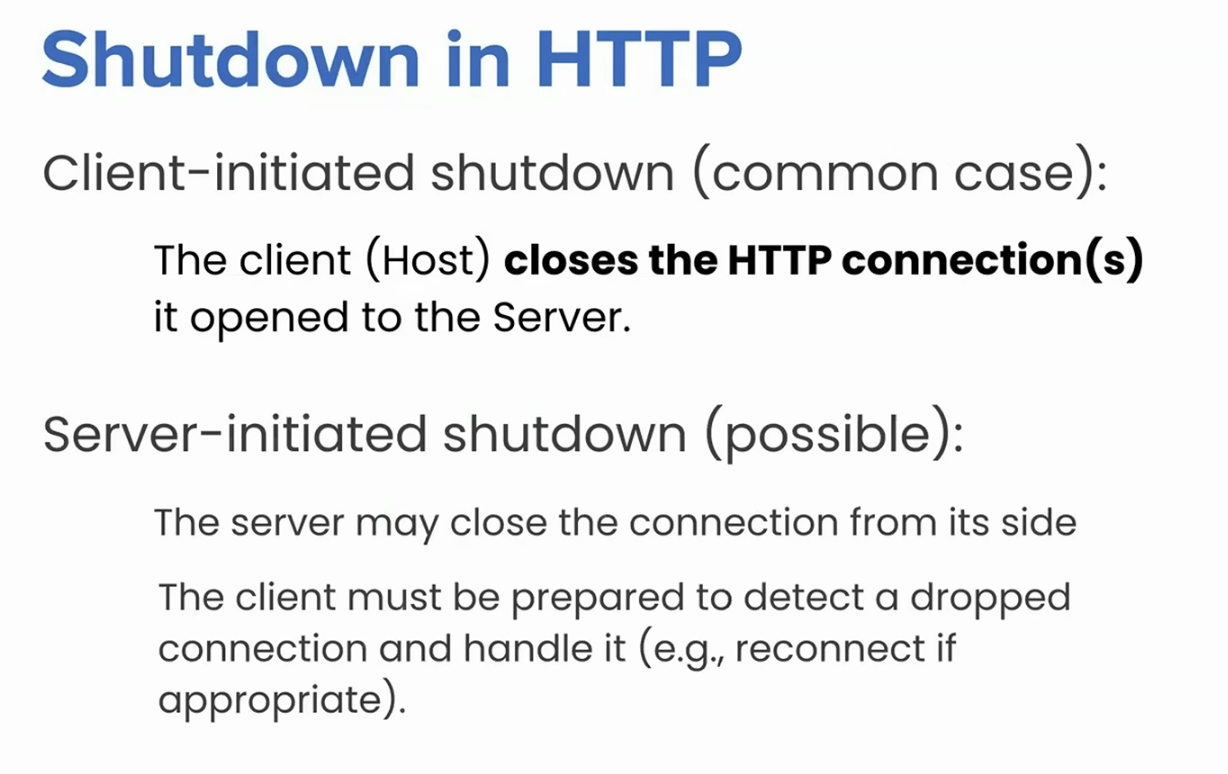 Shutdown in HTTP
Client-initiated shutdown (common case):
The client (Host) closes the HTTP connection(s)
it opened to the Server.
Server-initiated shutdown (possible):
The server may close the connection from its side
The client must be prepared to detect a dropped
connection and handle it (e.g., reconnect if
appropriate).